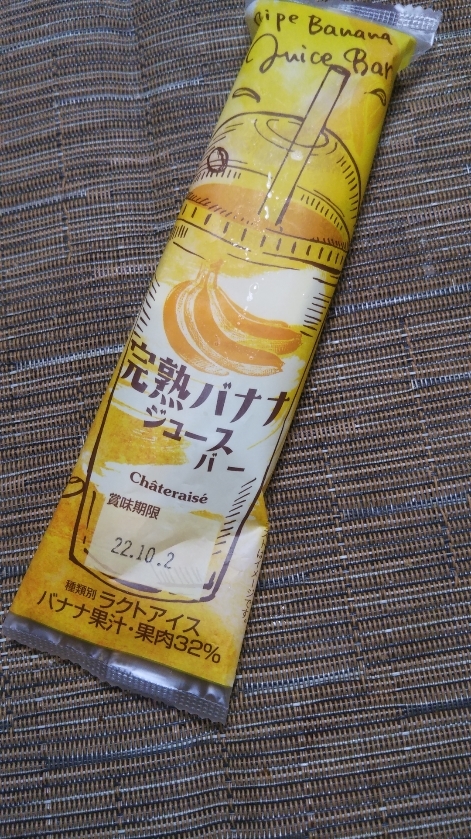 Ripe Banana
Juice Bar
完熟バナナ
ジュース
バー
Châteraisé
賞味期限
22.10.2
種類別 ラクトアイス
バナナ果汁・果肉32%